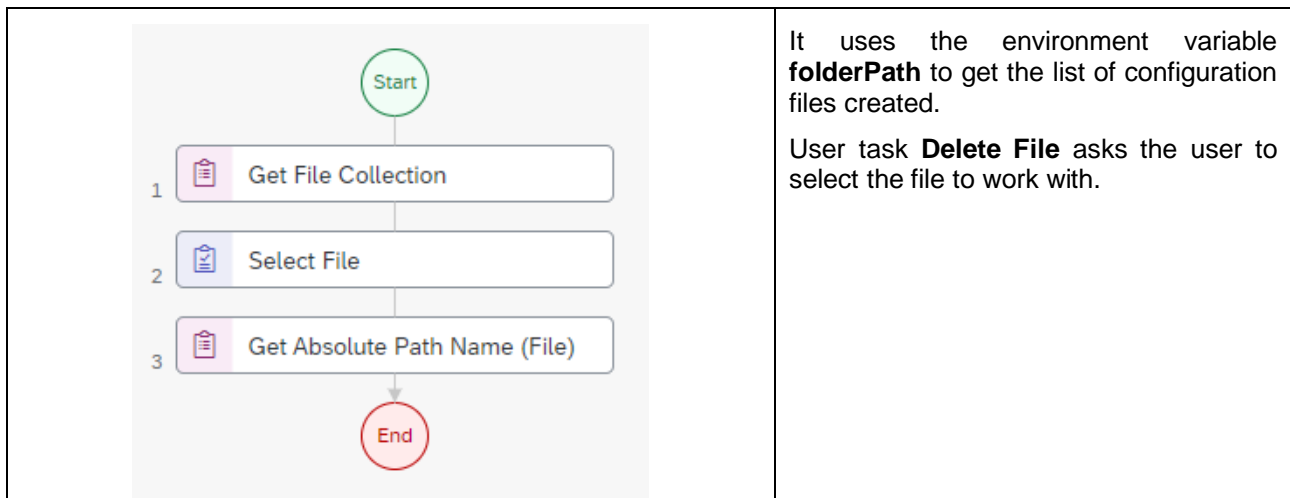 Start
1 Get File Collection
2 Select File
3 Get Absolute Path Name (File)
End
It uses the environment variable
folderPath to get the list of configuration
files created.
User task Delete File asks the user to
select the file to work with.